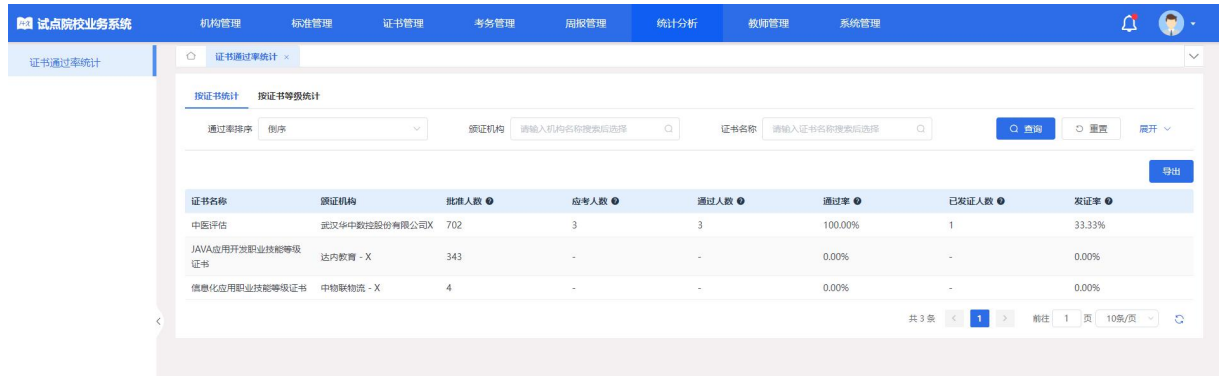 试点院校业务系统 机构管理 标准管理 证书管理 考务管理 周报管理 统计分析 教师管理 系统管理
证书通过率统计 证书通过率统计 ×
按证书统计 按证书等级统计
通过率排序 倒序 颁证机构 请输入机构名称搜索后选择 证书名称 请输入证书名称搜索后选择 查询 重置 展开
导出
证书名称 颁证机构 批准人数 应考人数 通过人数 通过率 已发证人数 发证率
中医评估 武汉华中数控股份有限公司X 702 3 3 100.00% 1 33.33%
JAVA应用开发职业技能等级
证书 达内教育 - X 343 - - 0.00% - 0.00%
信息化应用职业技能等级证书 中物联物流 - X 4 - - 0.00% - 0.00%
共 3 条 < 1 > 前往 1 页 10条/页